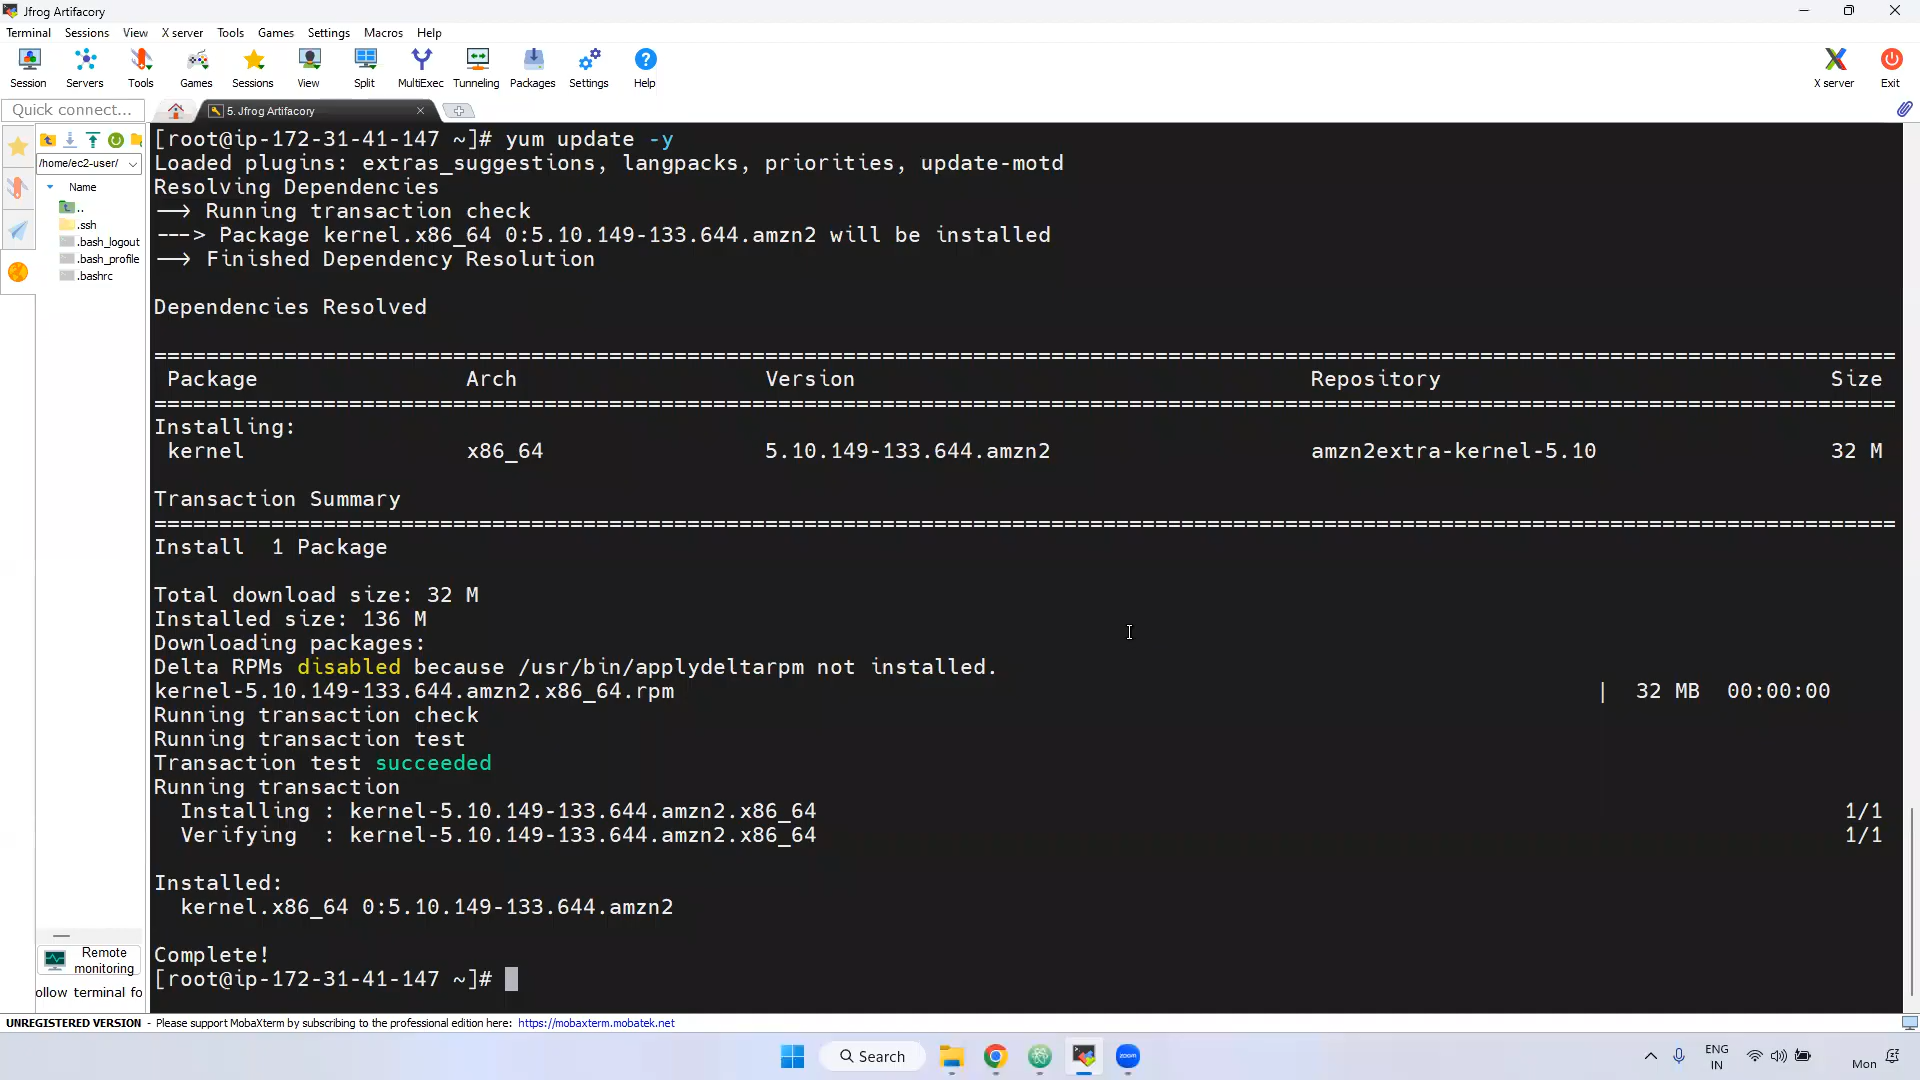 Jfrog Artifacory
Terminal Sessions View X server Tools Games Settings Macros Help
Session Servers Tools Games Sessions View Split MultiExec Tunneling Packages Settings Help X server Exit
Quick connect... 5. Jfrog Artifacory
/home/ec2-user/
Name
..
.ssh
.bash_logout
.bash_profile
.bashrc
Remote
monitoring
ollow terminal fo
[root@ip-172-31-41-147 ~]# yum update -y
Loaded plugins: extras_suggestions, langpacks, priorities, update-motd
Resolving Dependencies
--> Running transaction check
---> Package kernel.x86_64 0:5.10.149-133.644.amzn2 will be installed
--> Finished Dependency Resolution
Dependencies Resolved
================================================================================
Package Arch Version Repository Size
================================================================================
Installing:
kernel x86_64 5.10.149-133.644.amzn2 amzn2extra-kernel-5.10 32 M
Transaction Summary
================================================================================
Install 1 Package
Total download size: 32 M
Installed size: 136 M
Downloading packages:
Delta RPMs disabled because /usr/bin/applydeltarpm not installed.
kernel-5.10.149-133.644.amzn2.x86_64.rpm | 32 MB 00:00:00
Running transaction check
Running transaction test
Transaction test succeeded
Running transaction
Installing : kernel-5.10.149-133.644.amzn2.x86_64 1/1
Verifying : kernel-5.10.149-133.644.amzn2.x86_64 1/1
Installed:
kernel.x86_64 0:5.10.149-133.644.amzn2
Complete!
[root@ip-172-31-41-147 ~]#
UNREGISTERED VERSION - Please support MobaXterm by subscribing to the professional edition here: https://mobaxterm.mobatek.net
Search
zoom
ENG
IN
Mon